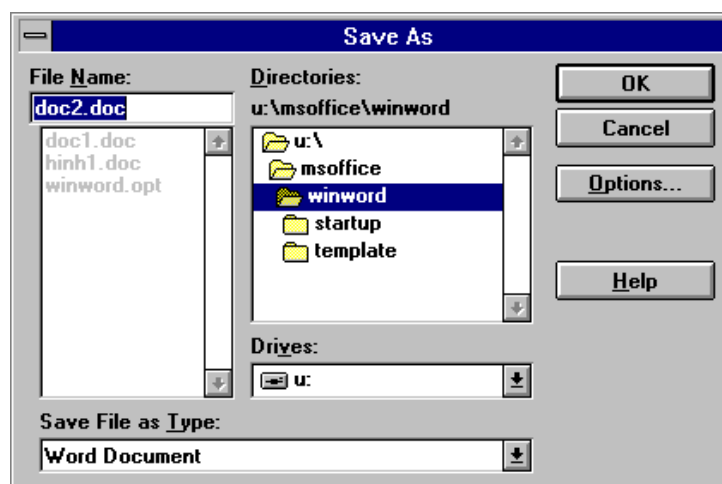 Save As
File Name:
doc2.doc
doc1.doc
hinh1.doc
winword.opt
Directories:
u:\msoffice\winword
u:\
msoffice
winword
startup
template
Drives:
u:
Save File as Type:
Word Document
OK
Cancel
Options...
Help